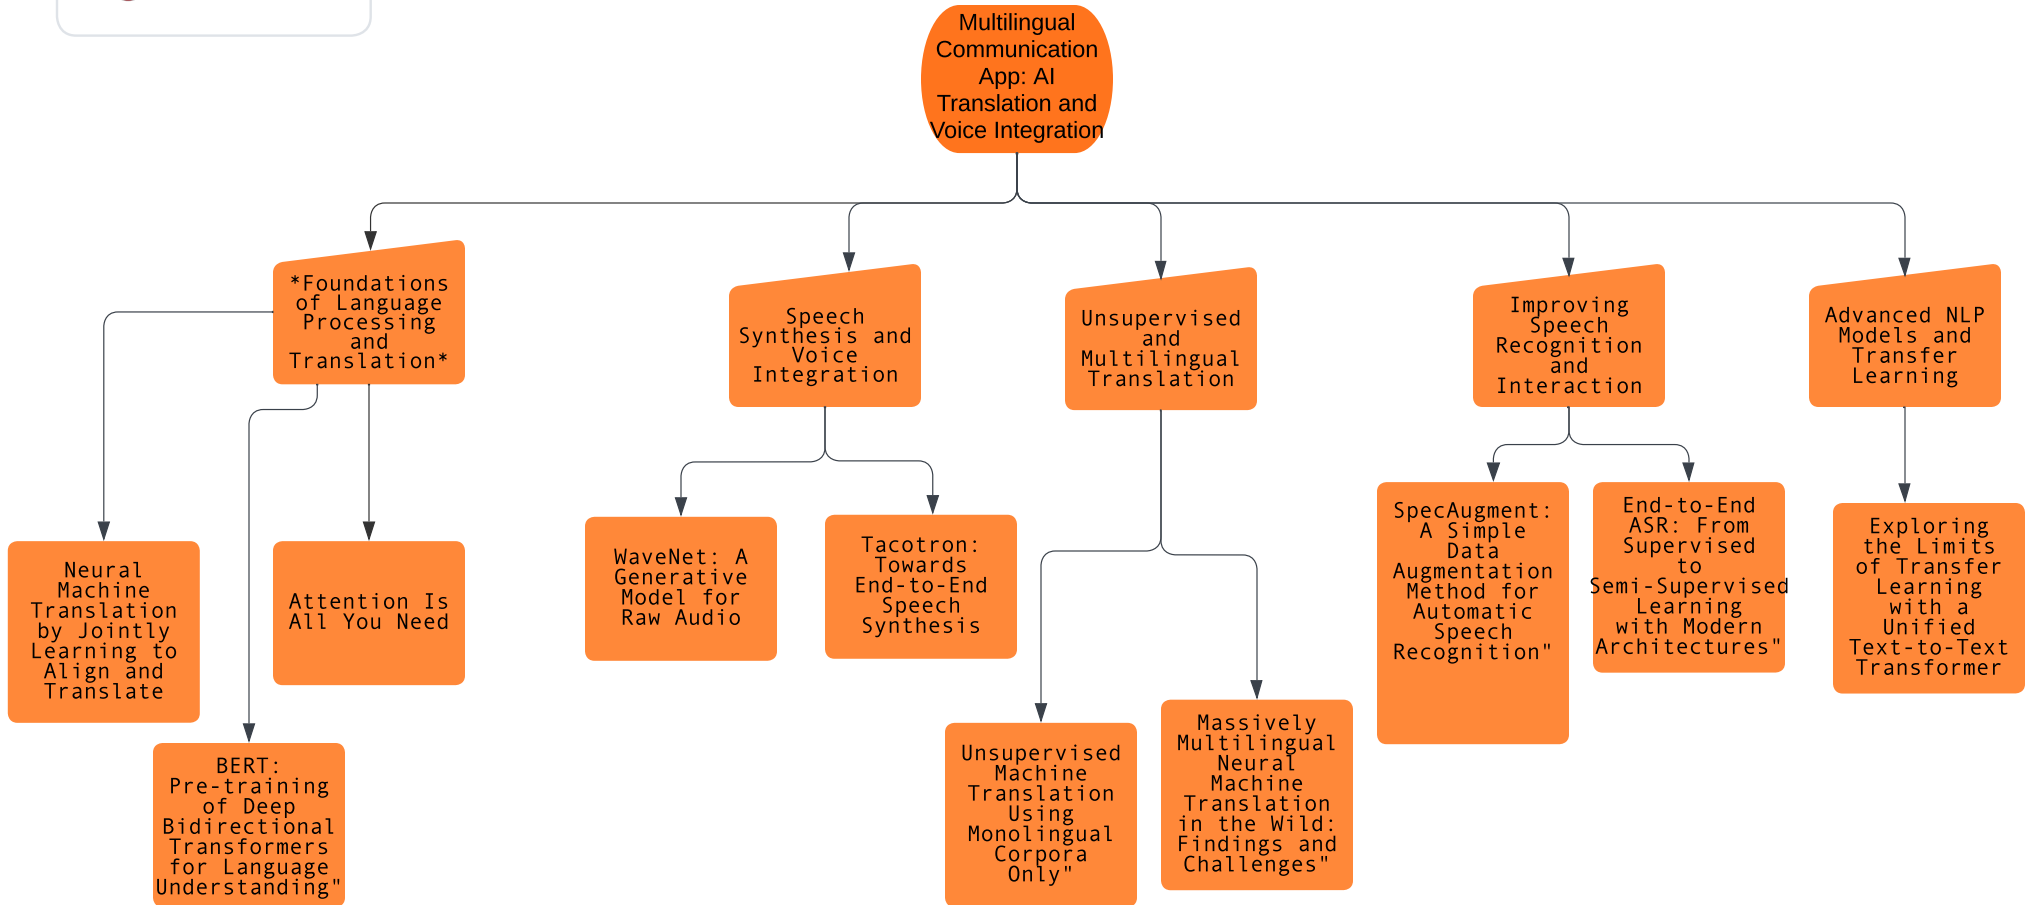 Multilingual
Communication
App: AI
Translation and
Voice Integration
*Foundations
of Language
Processing
and
Translation*
Speech
Synthesis and
Voice
Integration
Unsupervised
and
Multilingual
Translation
Improving
Speech
Recognition
and
Interaction
Advanced NLP
Models and
Transfer
Learning
Neural
Machine
Translation
by Jointly
Learning to
Align and
Translate
BERT:
Pre-training
of Deep
Bidirectional
Transformers
for Language
Understanding"
Attention Is
All You Need
WaveNet: A
Generative
Model for
Raw Audio
Tacotron:
Towards
End-to-End
Speech
Synthesis
Unsupervised
Machine
Translation
Using
Monolingual
Corpora
Only"
Massively
Multilingual
Neural
Machine
Translation
in the Wild:
Findings and
Challenges"
SpecAugment:
A Simple
Data
Augmentation
Method for
Automatic
Speech
Recognition"
End-to-End
ASR: From
Supervised
to
Semi-Supervised
Learning
with Modern
Architectures"
Exploring
the Limits
of Transfer
Learning
with a
Unified
Text-to-Text
Transformer